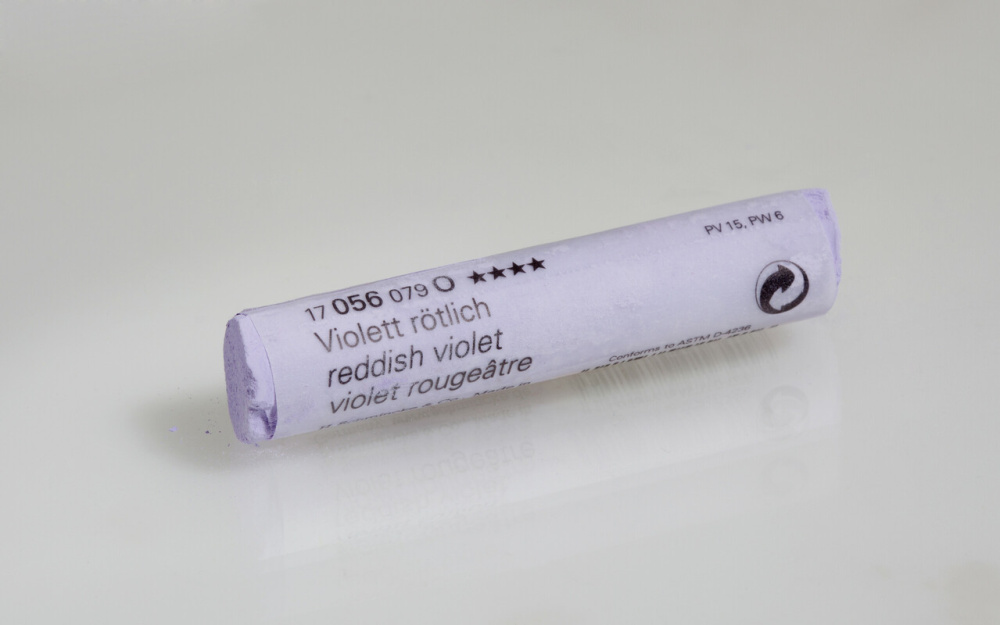 17 056 079 O ★★★★
Violett rötlich
reddish violet
violet rougeâtre
PV 15, PW 6
Conforms to ASTM D-4236